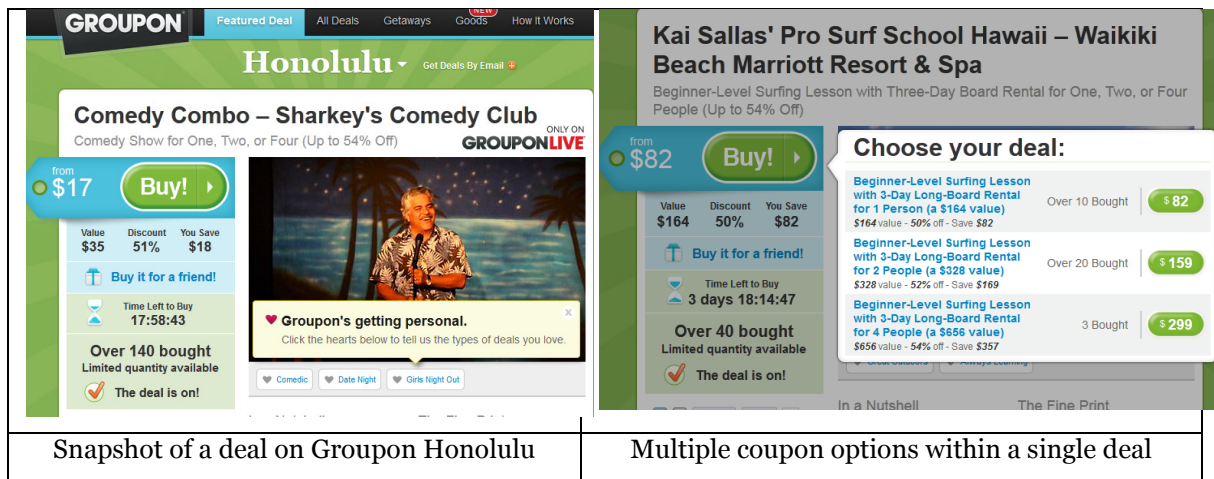 GROUPON
Featured Deal
All Deals
Getaways
Goods
NEW
How It Works
Honolulu
Get Deals By Email
Comedy Combo – Sharkey's Comedy Club
Comedy Show for One, Two, or Four (Up to 54% Off)
ONLY ON
GROUPONLIVE
from
$17
Buy!
Value Discount You Save
$35 51% $18
Buy it for a friend!
Time Left to Buy
17:58:43
Over 140 bought
Limited quantity available
The deal is on!
Groupon's getting personal.
x
Click the hearts below to tell us the types of deals you love.
Comedic
Date Night
Girls Night Out
Kai Sallas' Pro Surf School Hawaii – Waikiki
Beach Marriott Resort & Spa
Beginner-Level Surfing Lesson with Three-Day Board Rental for One, Two, or Four
People (Up to 54% Off)
from
$82
Buy!
Value Discount You Save
$164 50% $82
Buy it for a friend!
Time Left to Buy
3 days 18:14:47
Over 40 bought
Limited quantity available
The deal is on!
Choose your deal:
Beginner-Level Surfing Lesson
with 3-Day Long-Board Rental
for 1 Person (a $164 value)
$164 value - 50% off - Save $82
Over 10 Bought
$ 82
Beginner-Level Surfing Lesson
with 3-Day Long-Board Rental
for 2 People (a $328 value)
$328 value - 52% off - Save $169
Over 20 Bought
$ 159
Beginner-Level Surfing Lesson
with 3-Day Long-Board Rental
for 4 People (a $656 value)
$656 value - 54% off - Save $357
3 Bought
$ 299
Great Outdoors
Always Learning
In a Nutshell
The Fine Print
Snapshot of a deal on Groupon Honolulu
Multiple coupon options within a single deal